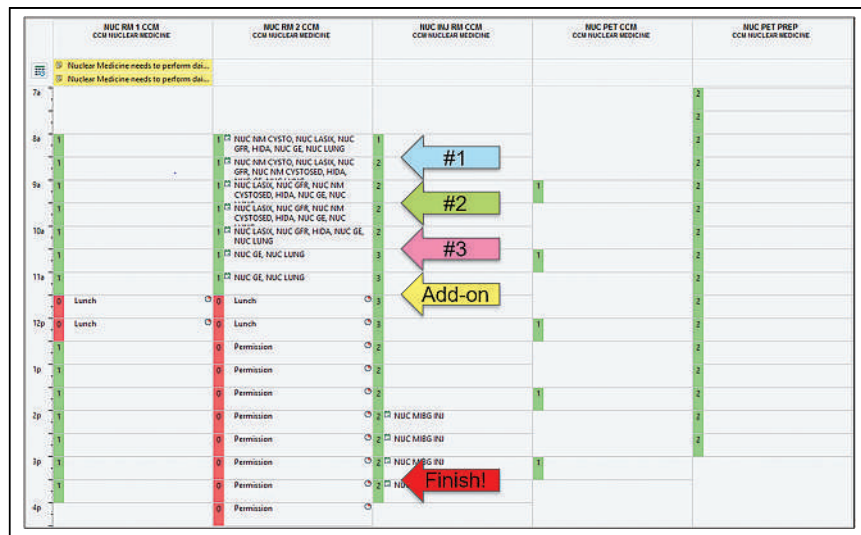 NUC RM 1 CCM
CCM NUCLEAR MEDICINE
NUC RM 2 CCM
CCM NUCLEAR MEDICINE
NUC INJ RM CCM
CCM NUCLEAR MEDICINE
NUC PET CCM
CCM NUCLEAR MEDICINE
NUC PET PREP
CCM NUCLEAR MEDICINE
Nuclear Medicine needs to perform dai...
Nuclear Medicine needs to perform dai...
7a 2
2
8a 1 1 NUC NM CYSTO, NUC LASIX, NUC 1 2
GFR, HIDA, NUC GE, NUC LUNG
#1
1 1 NUC NM CYSTO, NUC LASIX, NUC 2 2
GFR, NUC NM CYSTOSED, HIDA,
9a 1 1 NUC LASIX, NUC GFR, NUC NM 2 1 2
CYSTOSED, HIDA, NUC GE, NUC
#2
1 1 NUC LASIX, NUC GFR, NUC NM 2 2
CYSTOSED, HIDA, NUC GE, NUC
10a 1 1 NUC LASIX, NUC GFR, HIDA, NUC GE, 2 2
NUC LUNG
#3
1 1 NUC GE, NUC LUNG 3 1 2
11a 1 1 NUC GE, NUC LUNG 3 2
Add-on
0 Lunch 0 Lunch 3 2
12p 0 Lunch 0 Lunch 3 1 2
1 0 Permission 2 2
1p 1 0 Permission 2 2
1 0 Permission 2 1 2
2p 1 0 Permission 2 NUC MIBG INJ 2
1 0 Permission 2 NUC MIBG INJ 2
3p 1 0 Permission 2 NUC MIBG INJ 1
1 0 Permission 2 NUC
Finish!
4p 0 Permission